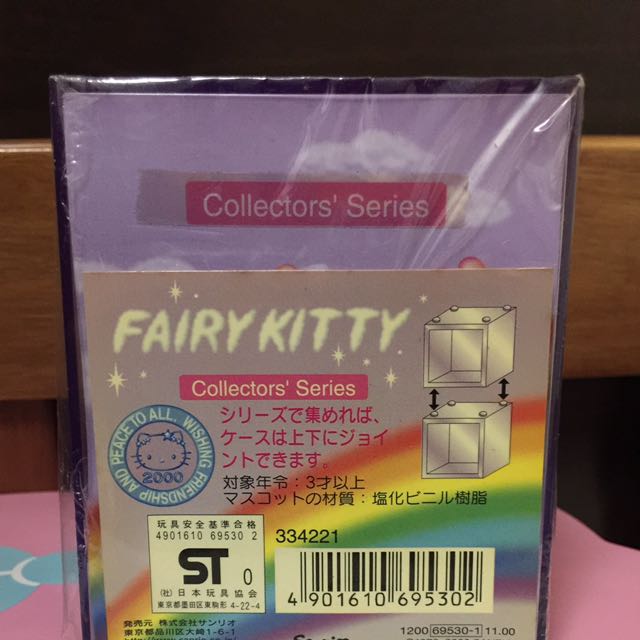 Collectors' Series
FAIRY KITTY
Collectors' Series
シリーズで集めれば、
ケースは上下にジョイ
ントできます。
対象年令：3才以上
マスコットの材質：塩化ビニル樹脂
PEACE TO ALL, WISHING FRIENDSHIP AND
2000
玩具安全基準合格
4901610 69530 2
ST 0
(社)日本玩具協会
東京都墨田区東駒形 4-22-4
334221
4 901610 695302
発売元 株式会社サンリオ
東京都品川区大崎1-6-1
1200 69530-1 11.00